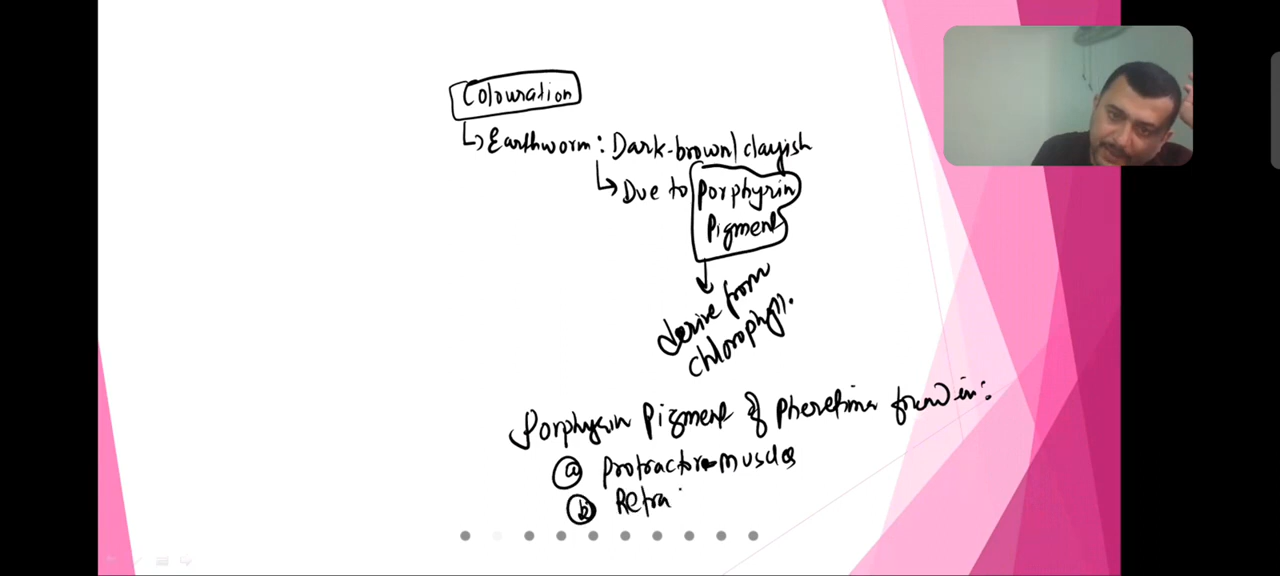 Colouration
↳ Earthworm: Dark-brown/clayish
↳ Due to Porphyrin
Pigment
derive from
chlorophyll.
Porphyrin Pigment of Pheretima found in:
(a) Protractor muscles
(b) Retra